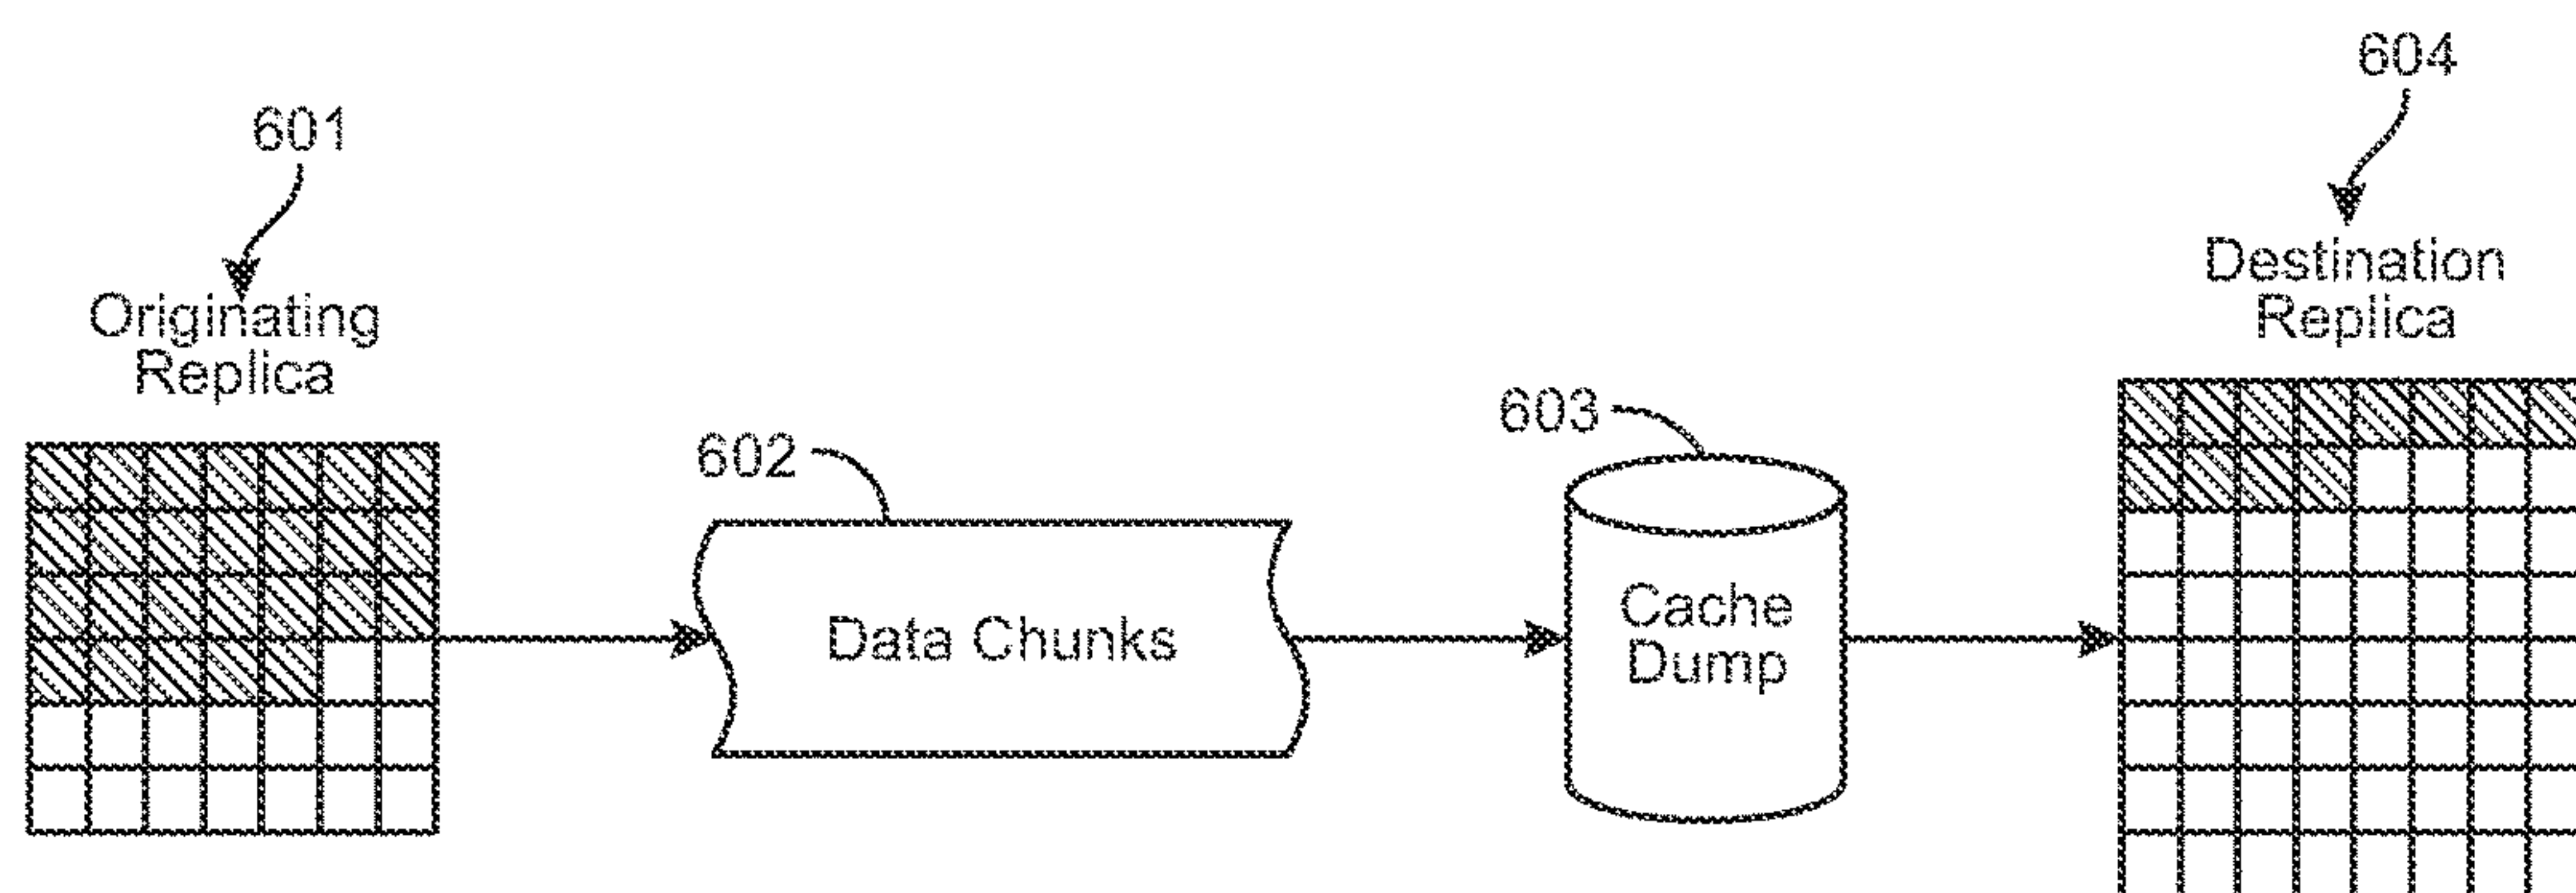 601
Originating
Replica
602
Data Chunks
603
Cache
Dump
604
Destination
Replica